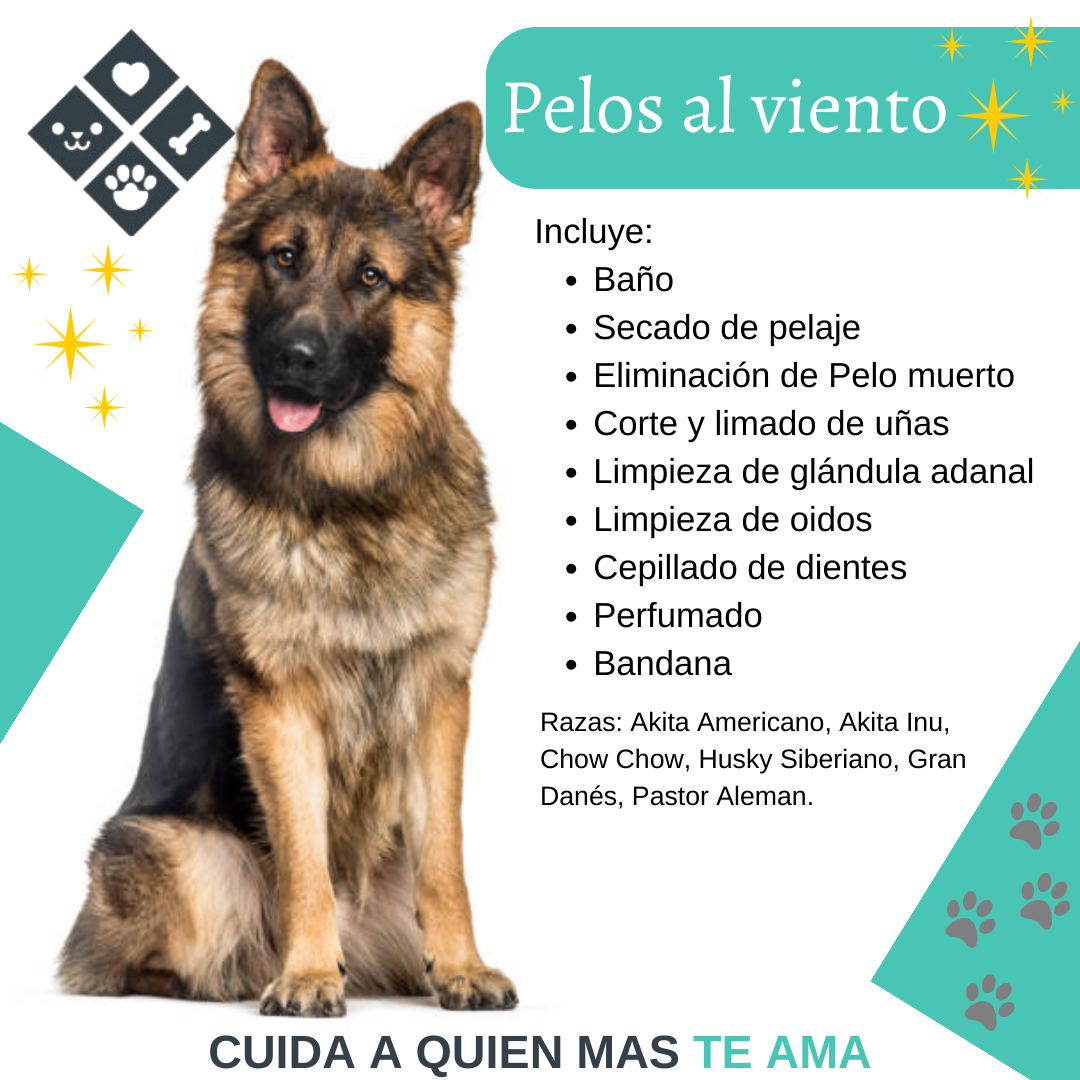 Pelos al viento
Incluye:
Baño
Secado de pelaje
Eliminación de Pelo muerto
Corte y limado de uñas
Limpieza de glándula adanal
Limpieza de oidos
Cepillado de dientes
Perfumado
Bandana
Razas: Akita Americano, Akita Inu,
Chow Chow, Husky Siberiano, Gran
Danés, Pastor Aleman.
CUIDA A QUIEN MAS TE AMA